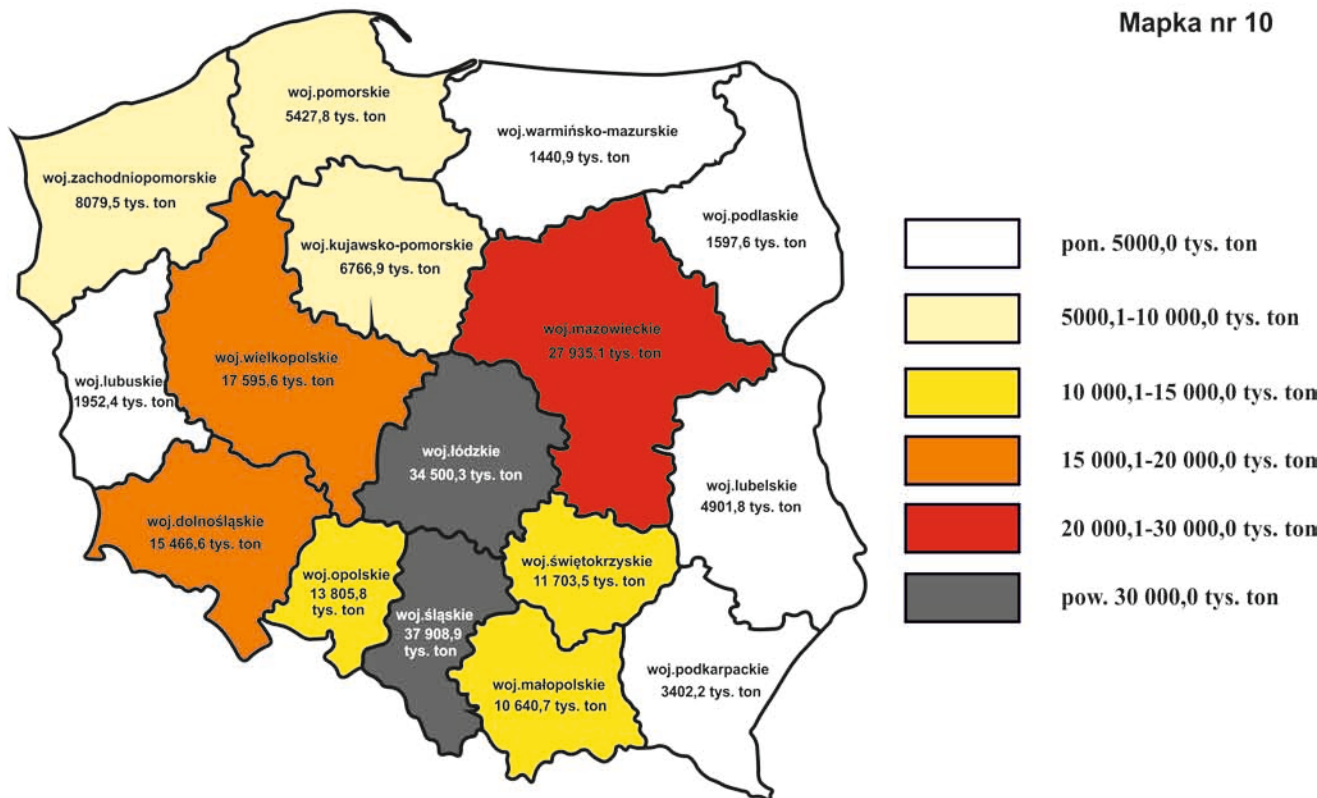 Mapka nr 10
woj.pomorskie
5427,8 tys. ton
woj.warmińsko-mazurskie
1440,9 tys. ton
woj.zachodniopomorskie
8079,5 tys. ton
woj.podlaskie
1597,6 tys. ton
woj.kujawsko-pomorskie
6766,9 tys. ton
woj.mazowieckie
27 935,1 tys. ton
woj.wielkopolskie
17 595,6 tys. ton
woj.lubuskie
1952,4 tys. ton
woj.łódzkie
34 500,3 tys. ton
woj.lubelskie
4901,8 tys. ton
woj.dolnośląskie
15 466,6 tys. ton
woj.opolskie
13 805,8
tys. ton
woj.świętokrzyskie
11 703,5 tys. ton
woj.śląskie
37 908,9
tys. ton
woj.małopolskie
10 640,7 tys. ton
woj.podkarpackie
3402,2 tys. ton
pon. 5000,0 tys. ton
5000,1-10 000,0 tys. ton
10 000,1-15 000,0 tys. ton
15 000,1-20 000,0 tys. ton
20 000,1-30 000,0 tys. ton
pow. 30 000,0 tys. ton